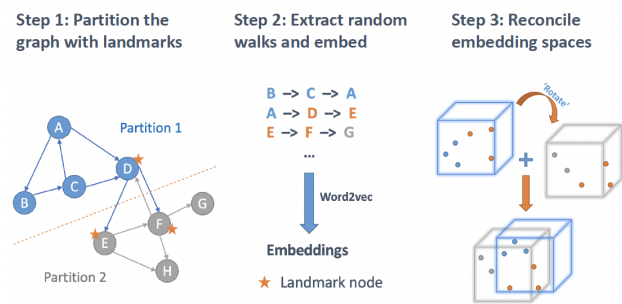 Step 1: Partition the
graph with landmarks
Step 2: Extract random
walks and embed
Step 3: Reconcile
embedding spaces
A
Partition 1
D
C
B
E
F
G
H
Partition 2
B -> C -> A
A -> D -> E
E -> F -> G
...
Word2vec
Embeddings
Landmark node
'Rotate'
+